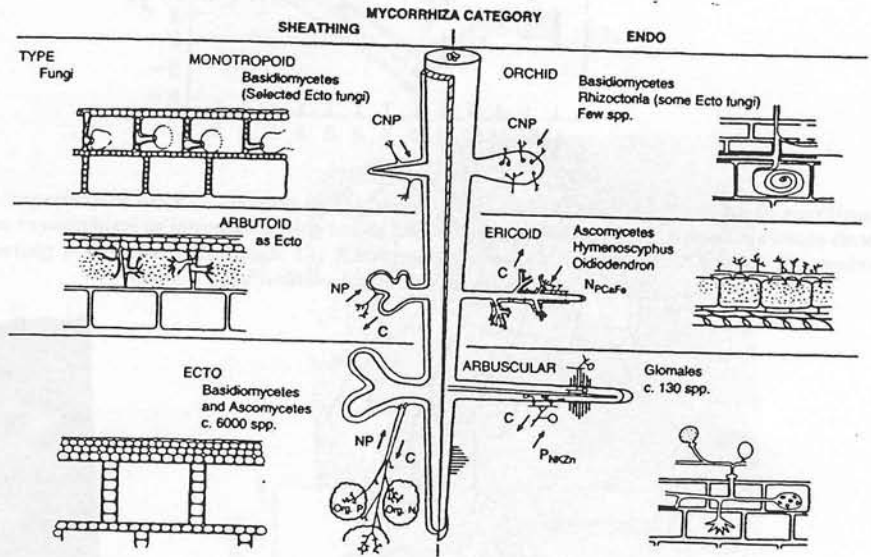 MYCORRHIZA CATEGORY
SHEATHING
ENDO
TYPE
Fungi
MONOTROPOID
Basidiomycetes
(Selected Ecto fungi)
CNP
ORCHID
CNP
Basidiomycetes
Rhizoctonia (some Ecto fungi)
Few spp.
ARBUTOID
as Ecto
NP
C
ERICOID
C
Ascomycetes
Hymenoscyphus
Oidiodendron
NPCaFe
ECTO
Basidiomycetes
and Ascomycetes
c. 6000 spp.
NP
C
Org. P
Org. N
ARBUSCULAR
C
PNKZn
Glomales
c. 130 spp.